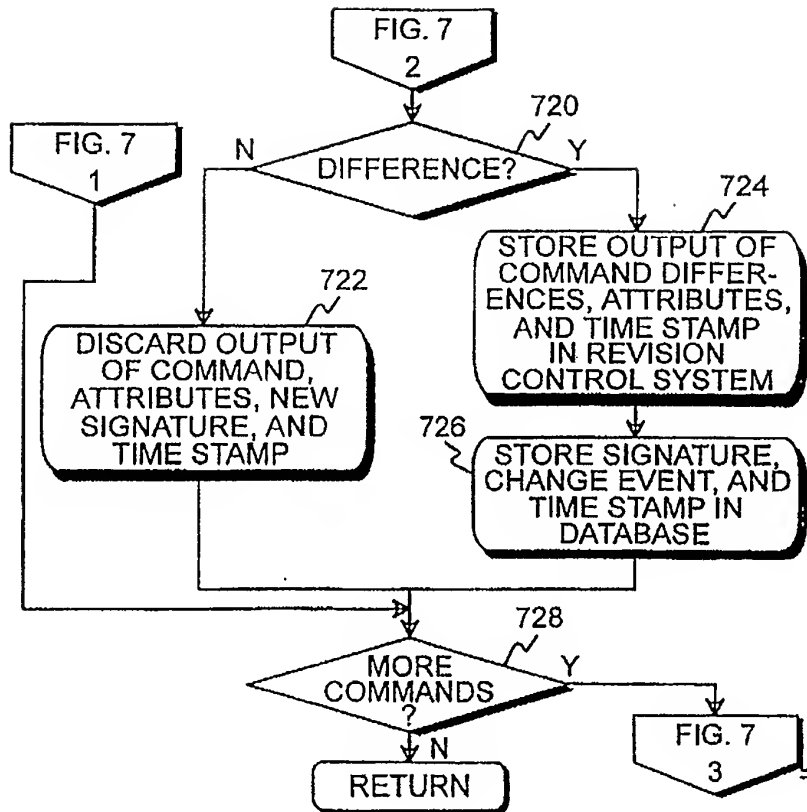 FIG. 7
2
720
FIG. 7
1
N
DIFFERENCE?
Y
724
STORE OUTPUT OF
COMMAND DIFFER-
ENCES, ATTRIBUTES,
AND TIME STAMP
IN REVISION
CONTROL SYSTEM
722
DISCARD OUTPUT
OF COMMAND,
ATTRIBUTES, NEW
SIGNATURE, AND
TIME STAMP
726
STORE SIGNATURE,
CHANGE EVENT, AND
TIME STAMP IN
DATABASE
728
MORE
COMMANDS
?
Y
N
RETURN
FIG. 7
3